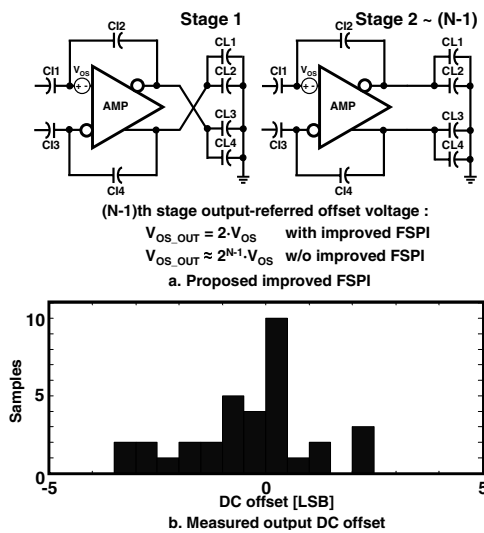 Stage 1
Stage 2 ~ (N-1)
CI2
CI1
VOS
+ -
AMP
CI3
CI4
CL1
CL2
CL3
CL4
CI2
CI1
VOS
+ -
AMP
CI3
CI4
CL1
CL2
CL3
CL4
(N-1)th stage output-referred offset voltage :
VOS_OUT = 2·VOS with improved FSPI
VOS_OUT ≈ 2^N-1·VOS w/o improved FSPI
a. Proposed improved FSPI
10
5
0
Samples
-5 0 5
DC offset [LSB]
b. Measured output DC offset